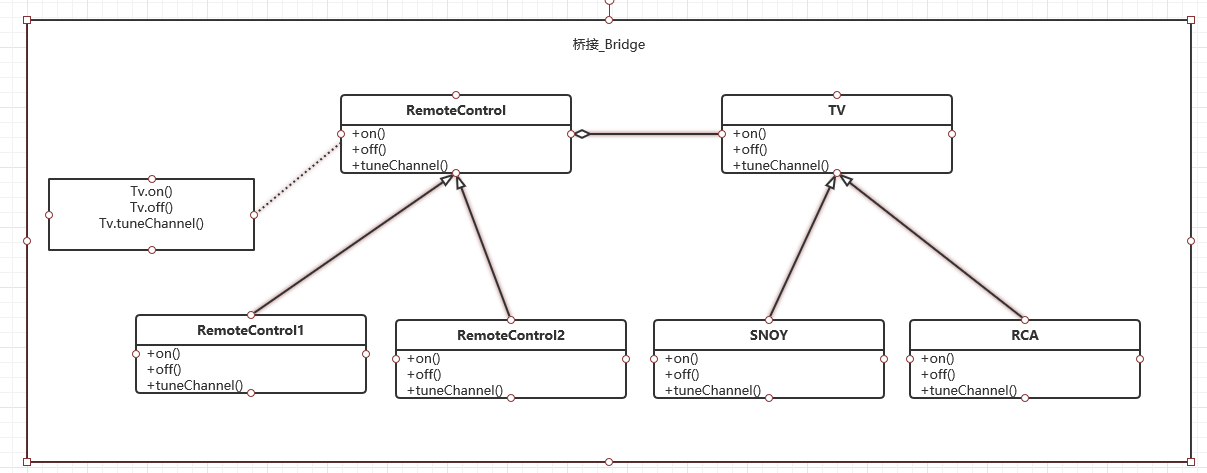 桥接_Bridge
RemoteControl
+on()
+off()
+tuneChannel()
TV
+on()
+off()
+tuneChannel()
Tv.on()
Tv.off()
Tv.tuneChannel()
RemoteControl1
+on()
+off()
+tuneChannel()
RemoteControl2
+on()
+off()
+tuneChannel()
SNOY
+on()
+off()
+tuneChannel()
RCA
+on()
+off()
+tuneChannel()